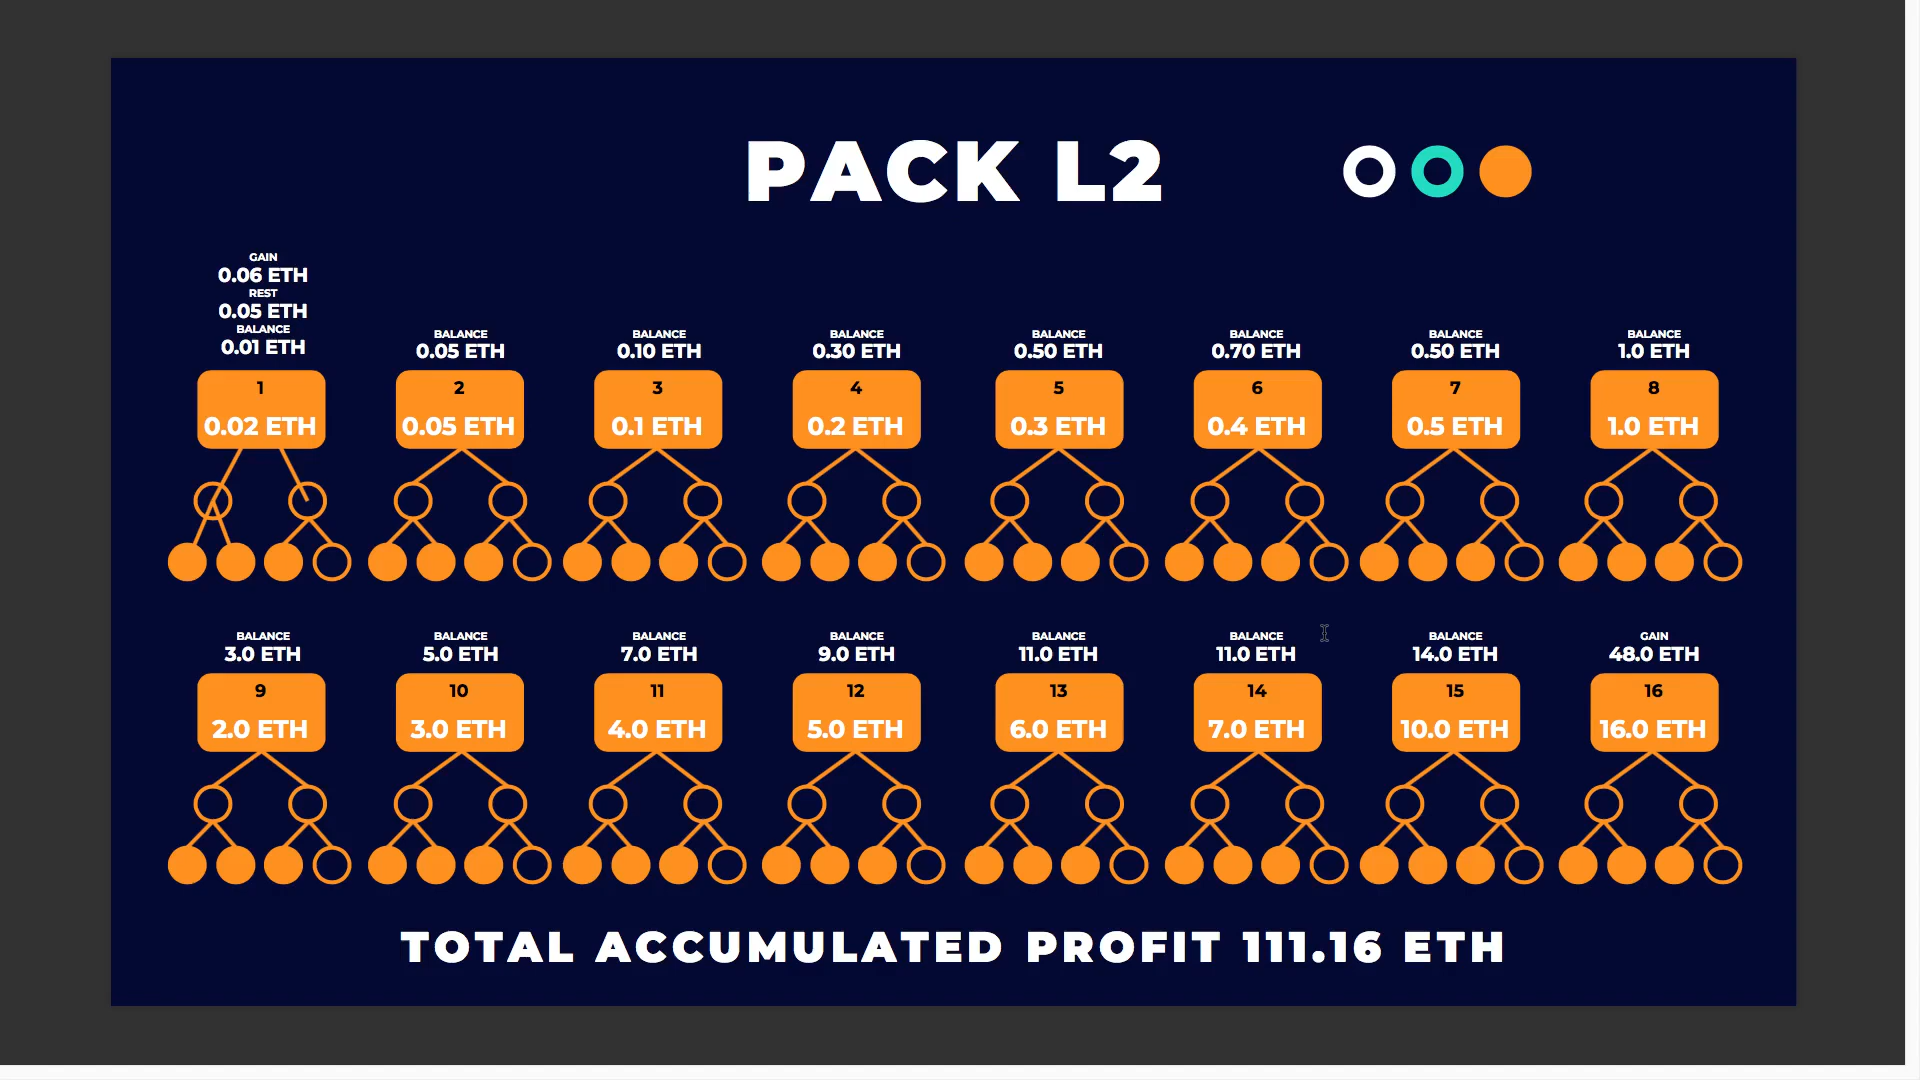 PACK L2
GAIN
0.06 ETH
REST
0.05 ETH
BALANCE
0.01 ETH
1
0.02 ETH
BALANCE
0.05 ETH
2
0.05 ETH
BALANCE
0.10 ETH
3
0.1 ETH
BALANCE
0.30 ETH
4
0.2 ETH
BALANCE
0.50 ETH
5
0.3 ETH
BALANCE
0.70 ETH
6
0.4 ETH
BALANCE
0.50 ETH
7
0.5 ETH
BALANCE
1.0 ETH
8
1.0 ETH
BALANCE
3.0 ETH
9
2.0 ETH
BALANCE
5.0 ETH
10
3.0 ETH
BALANCE
7.0 ETH
11
4.0 ETH
BALANCE
9.0 ETH
12
5.0 ETH
BALANCE
11.0 ETH
13
6.0 ETH
BALANCE
11.0 ETH
14
7.0 ETH
BALANCE
14.0 ETH
15
10.0 ETH
GAIN
48.0 ETH
16
16.0 ETH
TOTAL ACCUMULATED PROFIT 111.16 ETH